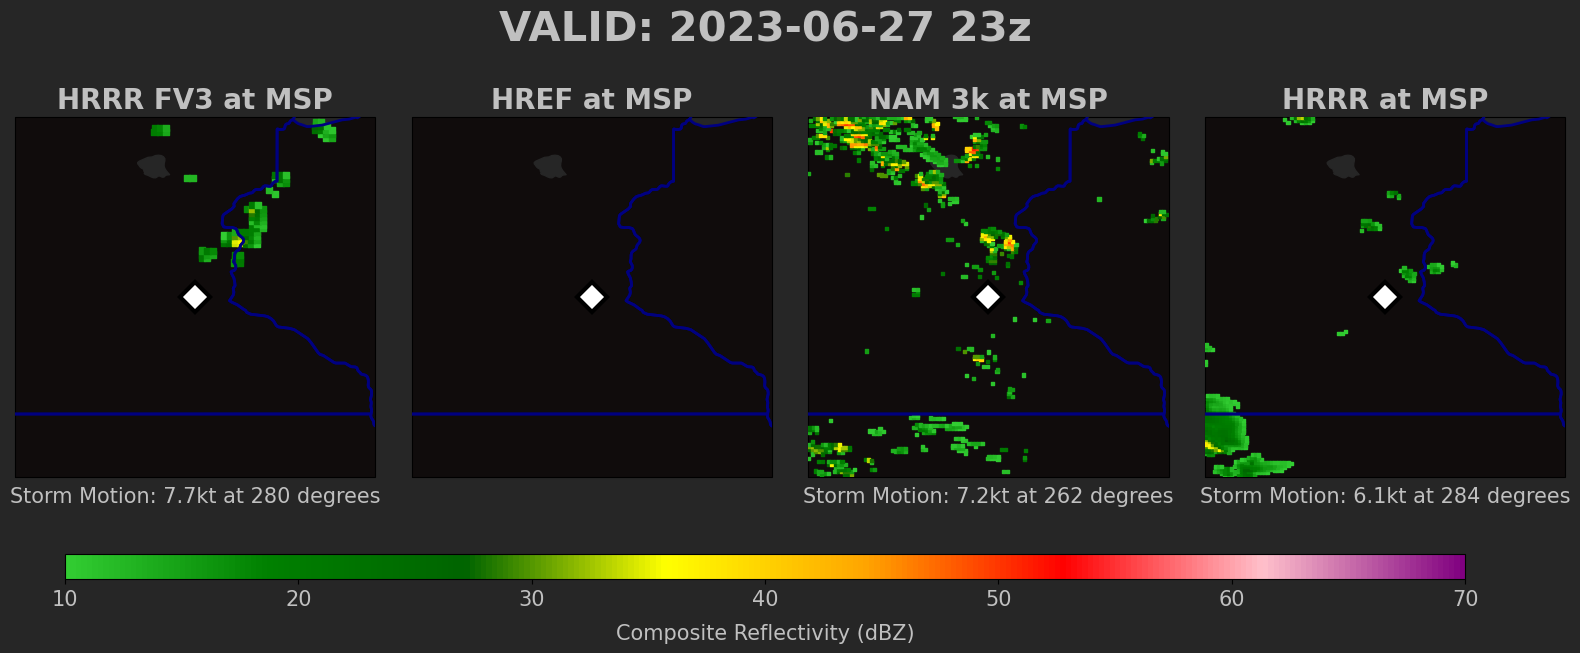 VALID: 2023-06-27 23z
HRRR FV3 at MSP
HREF at MSP
NAM 3k at MSP
HRRR at MSP
Storm Motion: 7.7kt at 280 degrees
Storm Motion: 7.2kt at 262 degrees
Storm Motion: 6.1kt at 284 degrees
10 20 30 40 50 60 70
Composite Reflectivity (dBZ)